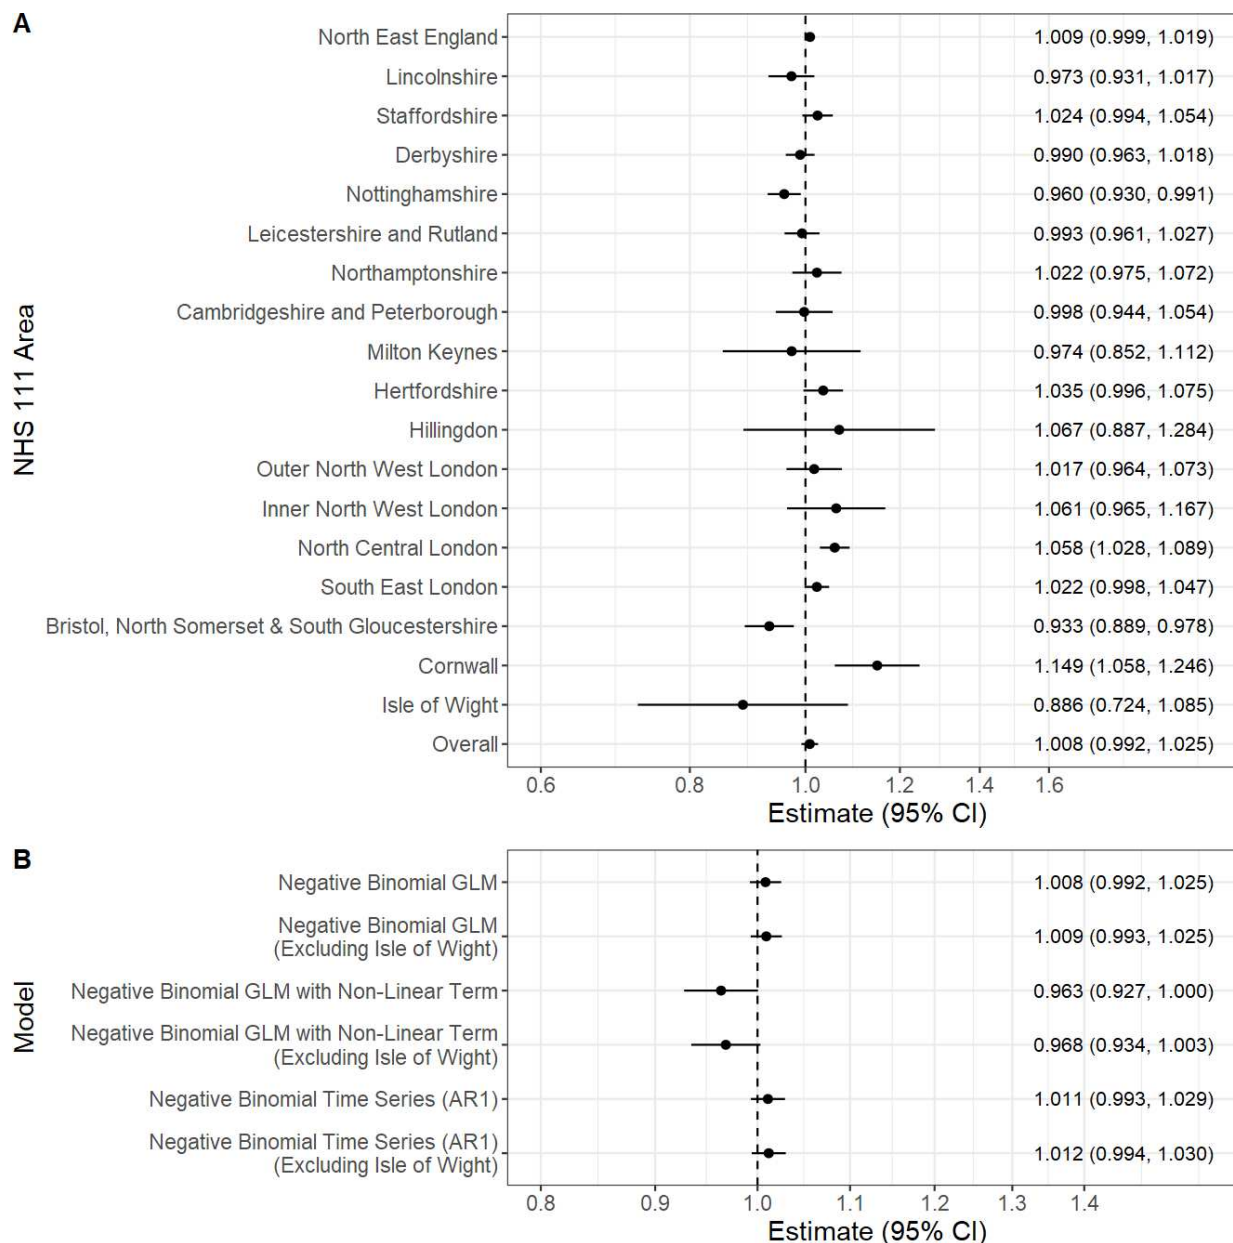 A
North East England 1.009 (0.999, 1.019)
Lincolnshire 0.973 (0.931, 1.017)
Staffordshire 1.024 (0.994, 1.054)
Derbyshire 0.990 (0.963, 1.018)
Nottinghamshire 0.960 (0.930, 0.991)
Leicestershire and Rutland 0.993 (0.961, 1.027)
Northamptonshire 1.022 (0.975, 1.072)
Cambridgeshire and Peterborough 0.998 (0.944, 1.054)
Milton Keynes 0.974 (0.852, 1.112)
Hertfordshire 1.035 (0.996, 1.075)
Hillingdon 1.067 (0.887, 1.284)
Outer North West London 1.017 (0.964, 1.073)
Inner North West London 1.061 (0.965, 1.167)
North Central London 1.058 (1.028, 1.089)
South East London 1.022 (0.998, 1.047)
Bristol, North Somerset & South Gloucestershire 0.933 (0.889, 0.978)
Cornwall 1.149 (1.058, 1.246)
Isle of Wight 0.886 (0.724, 1.085)
Overall 1.008 (0.992, 1.025)
NHS 111 Area
0.6 0.8 1.0 1.2 1.4 1.6
Estimate (95% CI)
B
Negative Binomial GLM 1.008 (0.992, 1.025)
Negative Binomial GLM
(Excluding Isle of Wight) 1.009 (0.993, 1.025)
Negative Binomial GLM with Non-Linear Term 0.963 (0.927, 1.000)
Negative Binomial GLM with Non-Linear Term
(Excluding Isle of Wight) 0.968 (0.934, 1.003)
Negative Binomial Time Series (AR1) 1.011 (0.993, 1.029)
Negative Binomial Time Series (AR1)
(Excluding Isle of Wight) 1.012 (0.994, 1.030)
Model
0.8 0.9 1.0 1.1 1.2 1.3 1.4
Estimate (95% CI)